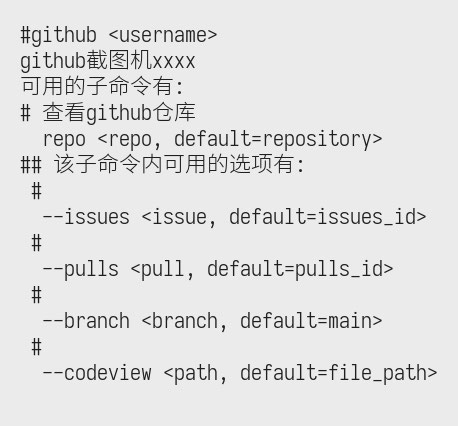 #github <username>
github截图机xxxx
可用的子命令有:
# 查看github仓库
  repo <repo, default=repository>
## 该子命令内可用的选项有:
 #
  --issues <issue, default=issues_id>
 #
  --pulls <pull, default=pulls_id>
 #
  --branch <branch, default=main>
 #
  --codeview <path, default=file_path>